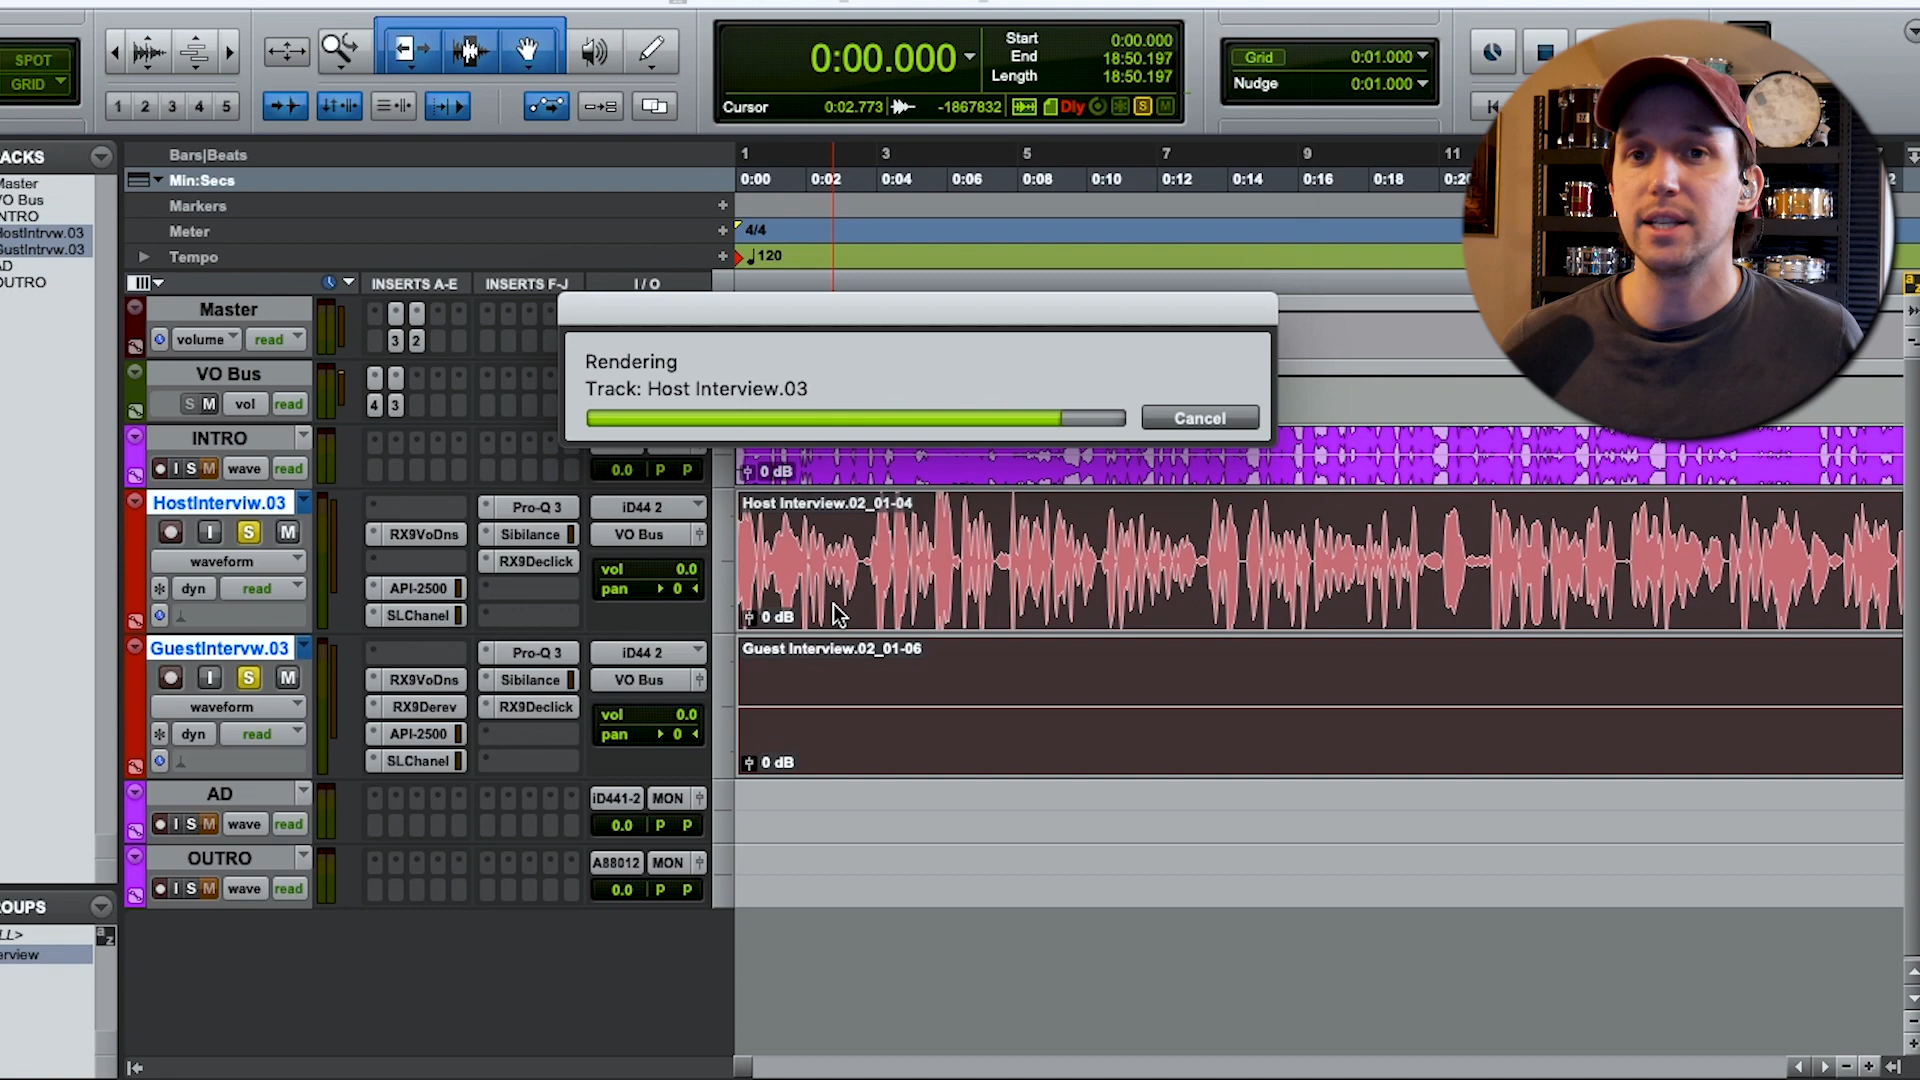 SPOT
GRID
1 2 3 4 5
0:00.000
Start 0:00.000
End 18:50.197
Length 18:50.197
Cursor 0:02.773 -1867832 Dly S M
Grid 0:01.000
Nudge 0:01.000
ACKS
Master
VO Bus
INTRO
HostIntrvw.03
GustIntrvw.03
AD
OUTRO
Bars|Beats 1 3 5 7 9 11
Min:Secs 0:00 0:02 0:04 0:06 0:08 0:10 0:12 0:14 0:16 0:18 0:20
Markers
Meter 4/4
Tempo 120
INSERTS A-E INSERTS F-J I / O
Master
volume read 3 2
VO Bus
S M vol read 4 3
Rendering
Track: Host Interview.03
Cancel
INTRO
I S M wave read 0.0 P P
0 dB
HostInterviw.03
I S M
waveform
dyn read
RX9VoDns
API-2500
SLChanel
Pro-Q 3
Sibilance
RX9Declick
iD44 2
VO Bus
vol 0.0
pan 0
Host Interview.02_01-04
0 dB
GuestIntervw.03
I S M
waveform
dyn read
RX9VoDns
RX9Derev
API-2500
SLChanel
Pro-Q 3
Sibilance
RX9Declick
iD44 2
VO Bus
vol 0.0
pan 0
Guest Interview.02_01-06
0 dB
AD
I S M wave read
iD441-2 MON
0.0 P P
OUTRO
I S M wave read
A88012 MON
0.0 P P
OUPS
LL>
erview
a z